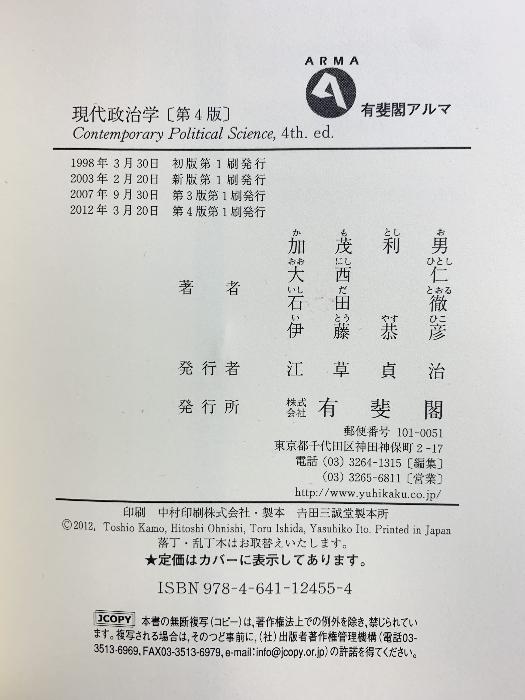 ARMA
A
有斐閣アルマ
現代政治学〔第4版〕
Contemporary Political Science, 4th. ed.
1998年 3月30日 初版第1刷発行
2003年 2月20日 新版第1刷発行
2007年 9月30日 第3版第1刷発行
2012年 3月20日 第4版第1刷発行
か も とし お
加 茂 利 男
おお にし ひとし
大 西 仁
著 者
いし だ とおる
石 田 徹
い とう やす ひこ
伊 藤 恭 彦
発 行 者 江 草 貞 治
発 行 所 株式会社 有 斐 閣
郵便番号 101-0051
東京都千代田区神田神保町2-17
電話 (03) 3264-1315〔編集〕
(03) 3265-6811〔営業〕
http://www.yuhikaku.co.jp/
印刷 中村印刷株式会社・製本 吉田三誠堂製本所
©2012, Toshio Kamo, Hitoshi Ohnishi, Toru Ishida, Yasuhiko Ito. Printed in Japan
落丁・乱丁本はお取替えいたします。
★定価はカバーに表示してあります。
ISBN 978-4-641-12455-4
JCOPY 本書の無断複写(コピー)は、著作権法上での例外を除き、禁じられてい
ます。複写される場合は、そのつど事前に、(社)出版者著作権管理機構(電話03-
3513-6969、FAX03-3513-6979、e-mail:info@jcopy.or.jp)の許諾を得てください。